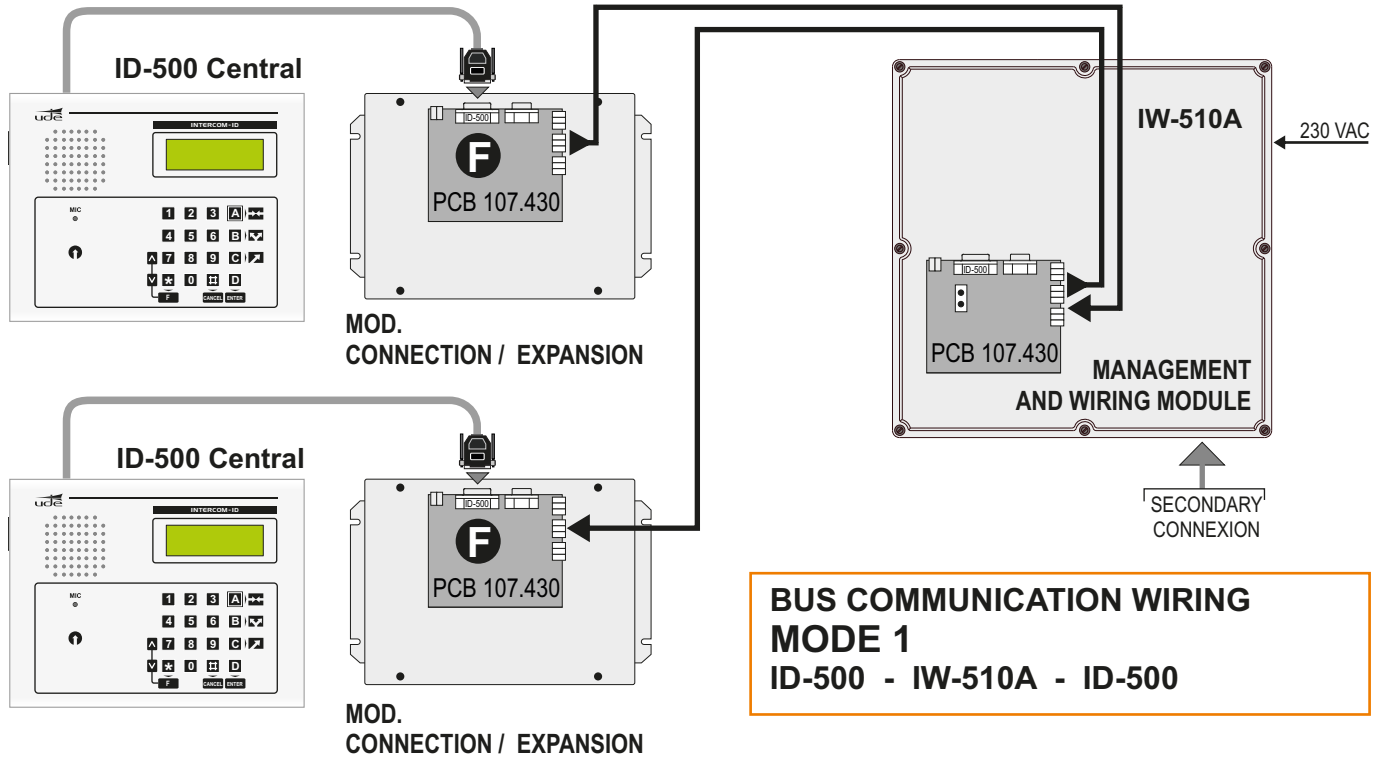 ID-500 Central
ude
INTERCOM-ID
MIC
1 2 3 A
4 5 6 B
7 8 9 C
* 0 D
F CANCEL ENTER
ID-500
F
PCB 107.430
MOD.
CONNECTION / EXPANSION
IW-510A
230 VAC
ID-500
PCB 107.430
MANAGEMENT
AND WIRING MODULE
SECONDARY
CONNEXION
ID-500 Central
ude
INTERCOM-ID
MIC
1 2 3 A
4 5 6 B
7 8 9 C
* 0 D
F CANCEL ENTER
ID-500
F
PCB 107.430
MOD.
CONNECTION / EXPANSION
BUS COMMUNICATION WIRING
MODE 1
ID-500 - IW-510A - ID-500